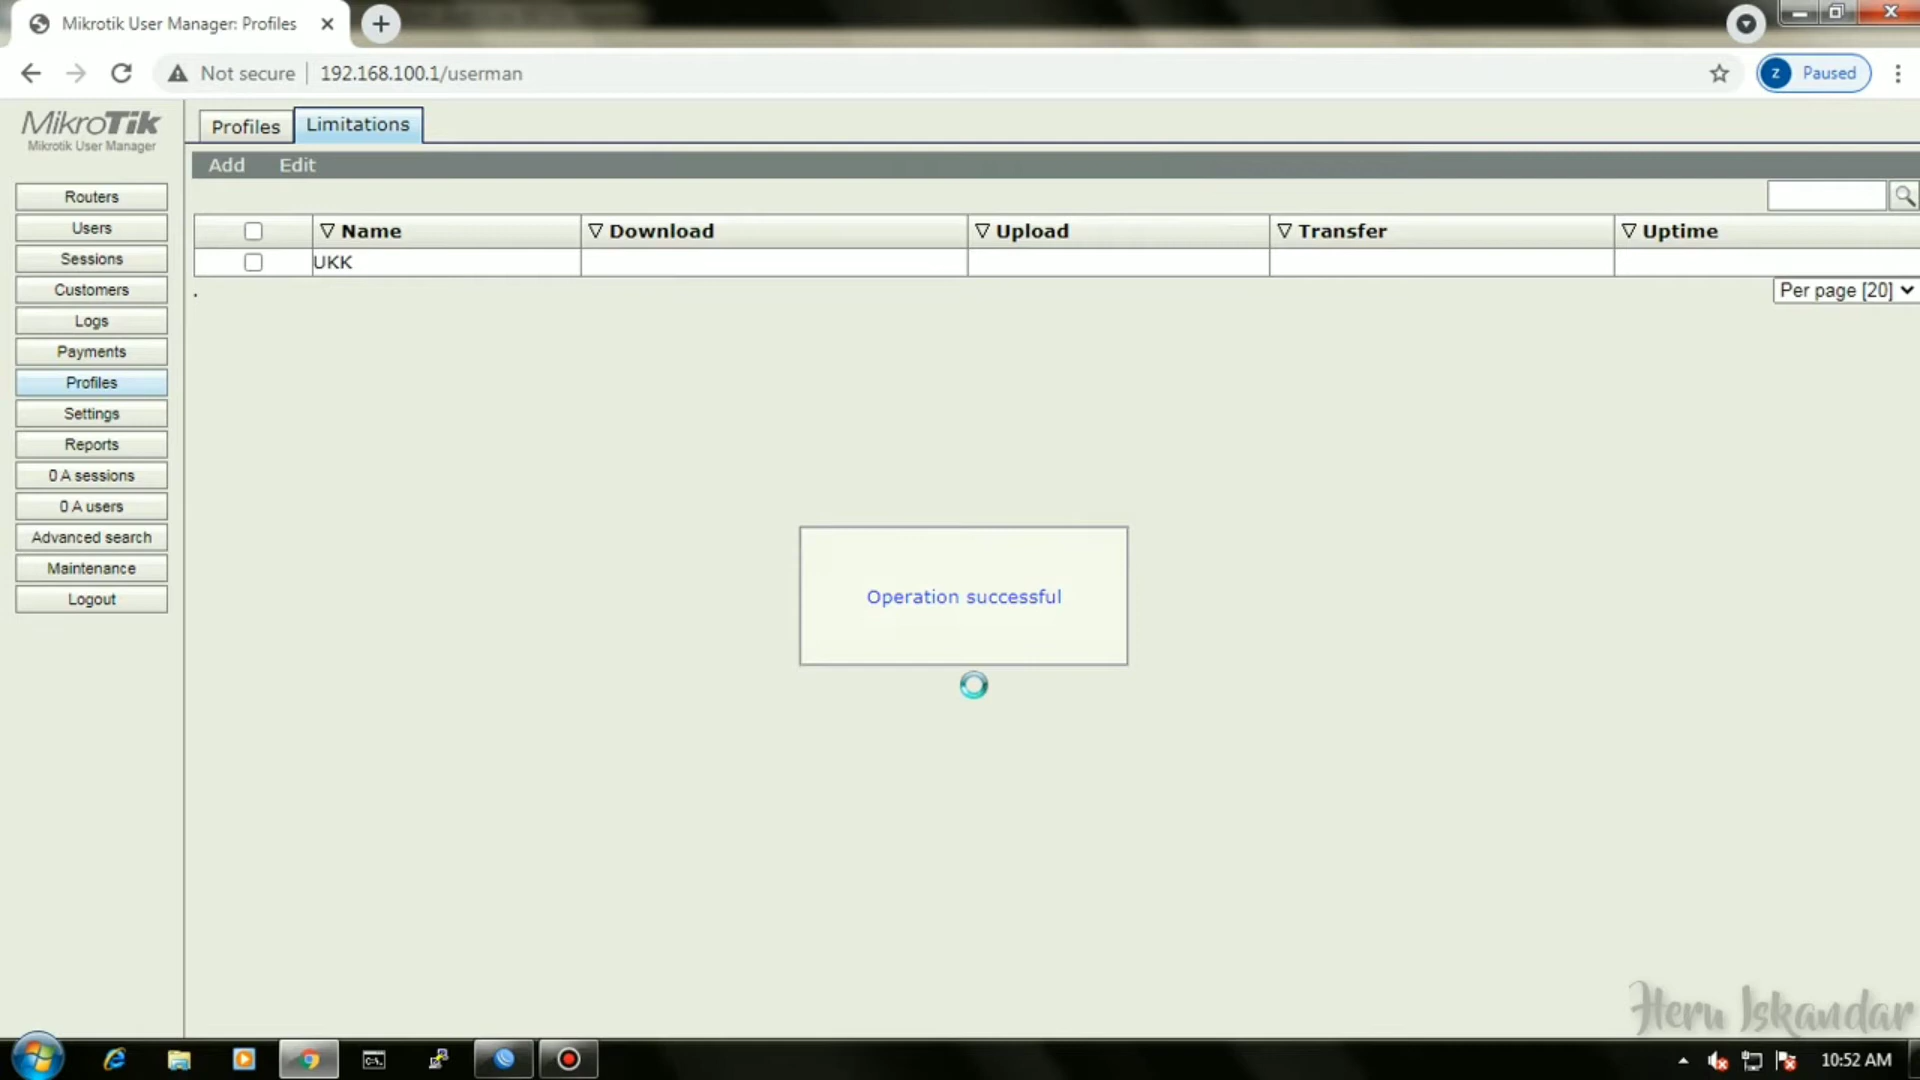 Mikrotik User Manager: Profiles
Not secure
192.168.100.1/userman
z
Paused
MikroTik
Mikrotik User Manager
Profiles
Limitations
Add
Edit
Routers
Users
Sessions
Customers
Logs
Payments
Profiles
Settings
Reports
0 A sessions
0 A users
Advanced search
Maintenance
Logout
Name
Download
Upload
Transfer
Uptime
UKK
.
Per page [20]
Operation successful
Heru Iskandar
C:\.
10:52 AM